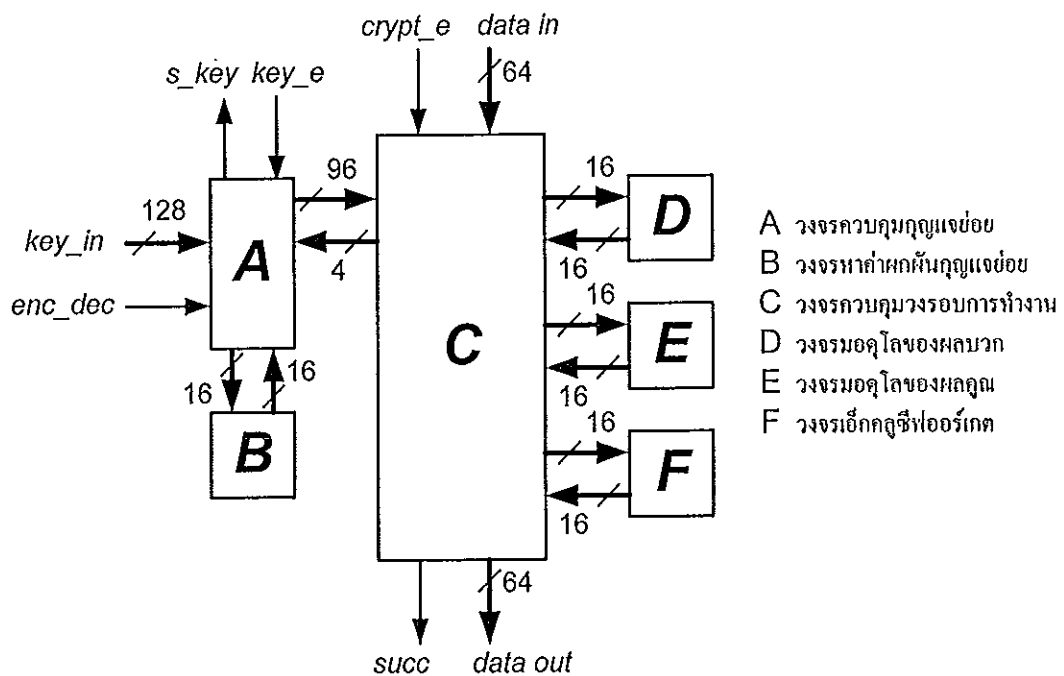 crypt_e data in
64
s_key key_e
96
16
128
key_in
4
16
enc_dec
A
B
C
D
E
F
16
16
16
16
16
16
64
succ data out
A วงจรควบคุมกุญแจย่อย
B วงจรหาค่าผกผันกุญแจย่อย
C วงจรควบคุมวงรอบการทำงาน
D วงจรมอดุโลของผลบวก
E วงจรมอดุโลของผลคูณ
F วงจรเอ็กคลูซีฟออร์เกต